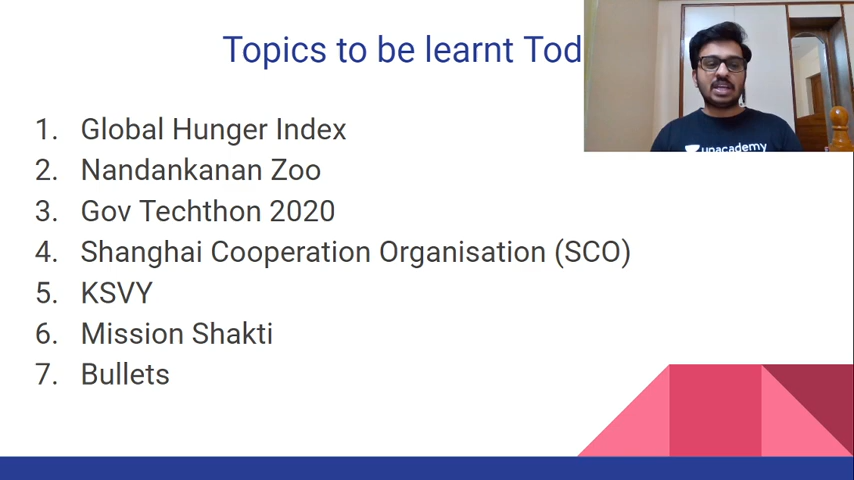 Topics to be learnt Tod
1. Global Hunger Index
2. Nandankanan Zoo
3. Gov Techthon 2020
4. Shanghai Cooperation Organisation (SCO)
5. KSVY
6. Mission Shakti
7. Bullets
unacademy